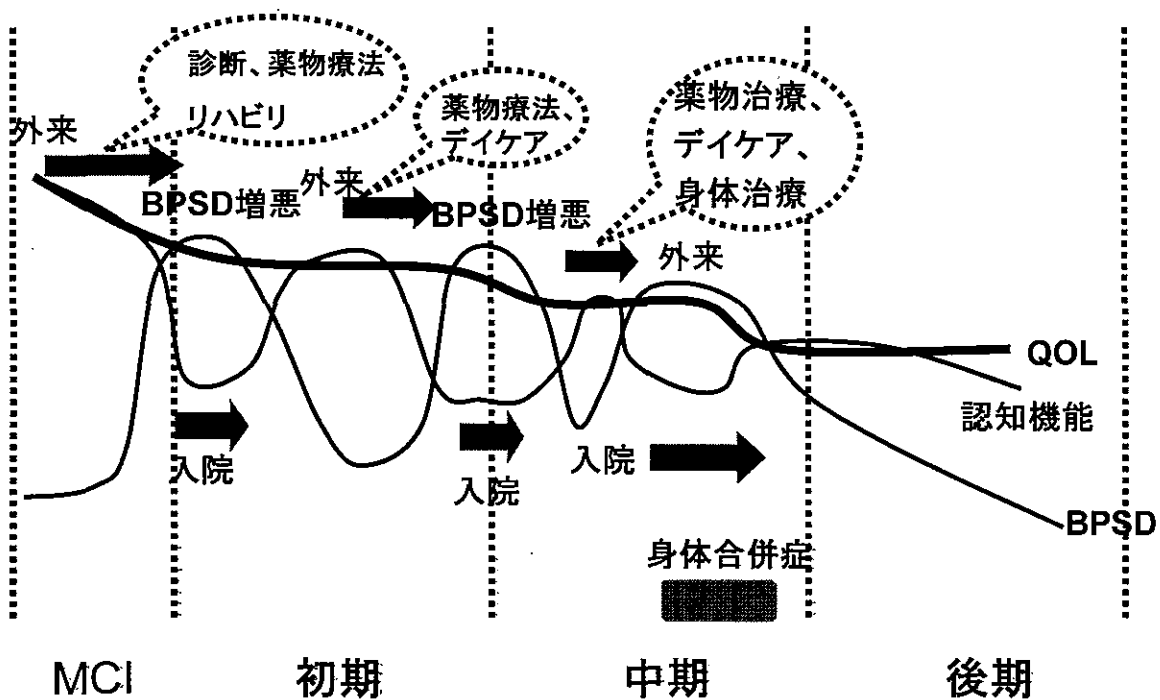 診断、薬物療法
リハビリ
外来
薬物療法、
デイケア
薬物治療、
デイケア、
身体治療
BPSD増悪
外来
BPSD増悪
外来
QOL
認知機能
BPSD
入院
入院
入院
身体合併症
MCI
初期
中期
後期